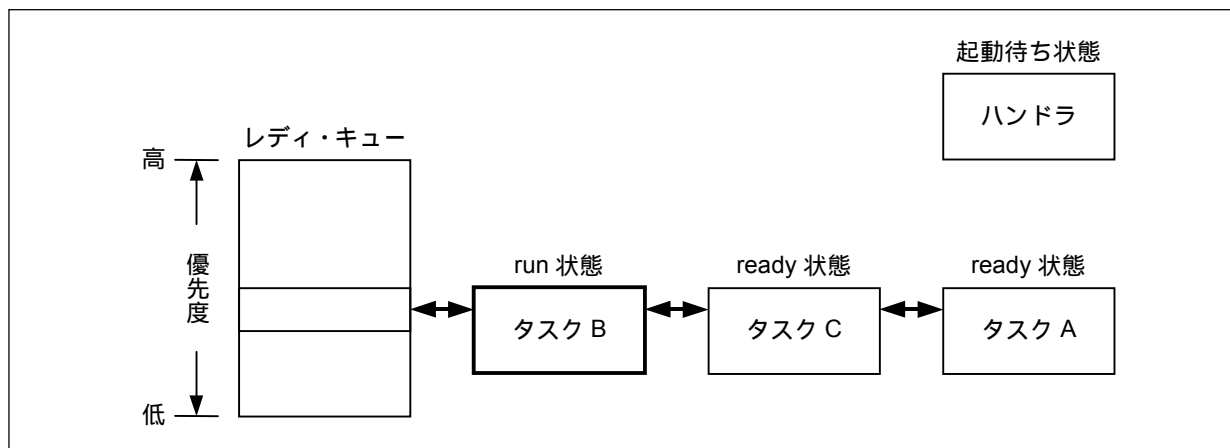 起動待ち状態
ハンドラ
レディ・キュー
高
優先度
低
run 状態
ready 状態
ready 状態
タスク B
タスク C
タスク A